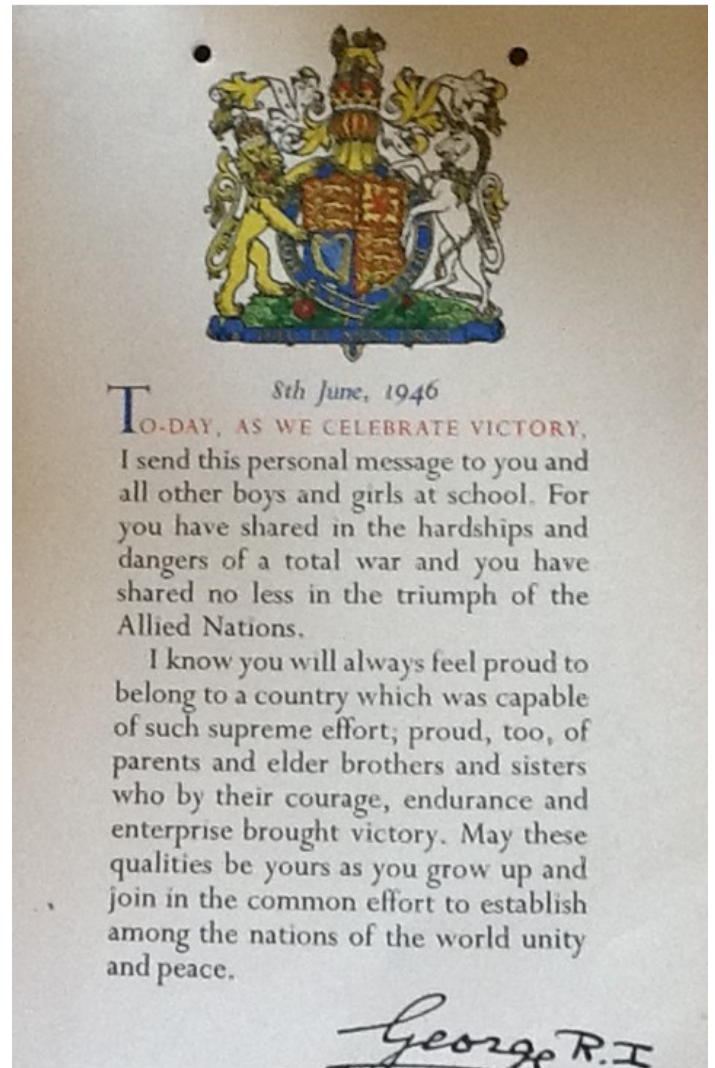 8th June, 1946
TO-DAY, AS WE CELEBRATE VICTORY,
I send this personal message to you and
all other boys and girls at school. For
you have shared in the hardships and
dangers of a total war and you have
shared no less in the triumph of the
Allied Nations.
I know you will always feel proud to
belong to a country which was capable
of such supreme effort; proud, too, of
parents and elder brothers and sisters
who by their courage, endurance and
enterprise brought victory. May these
qualities be yours as you grow up and
join in the common effort to establish
among the nations of the world unity
and peace.
George R.I